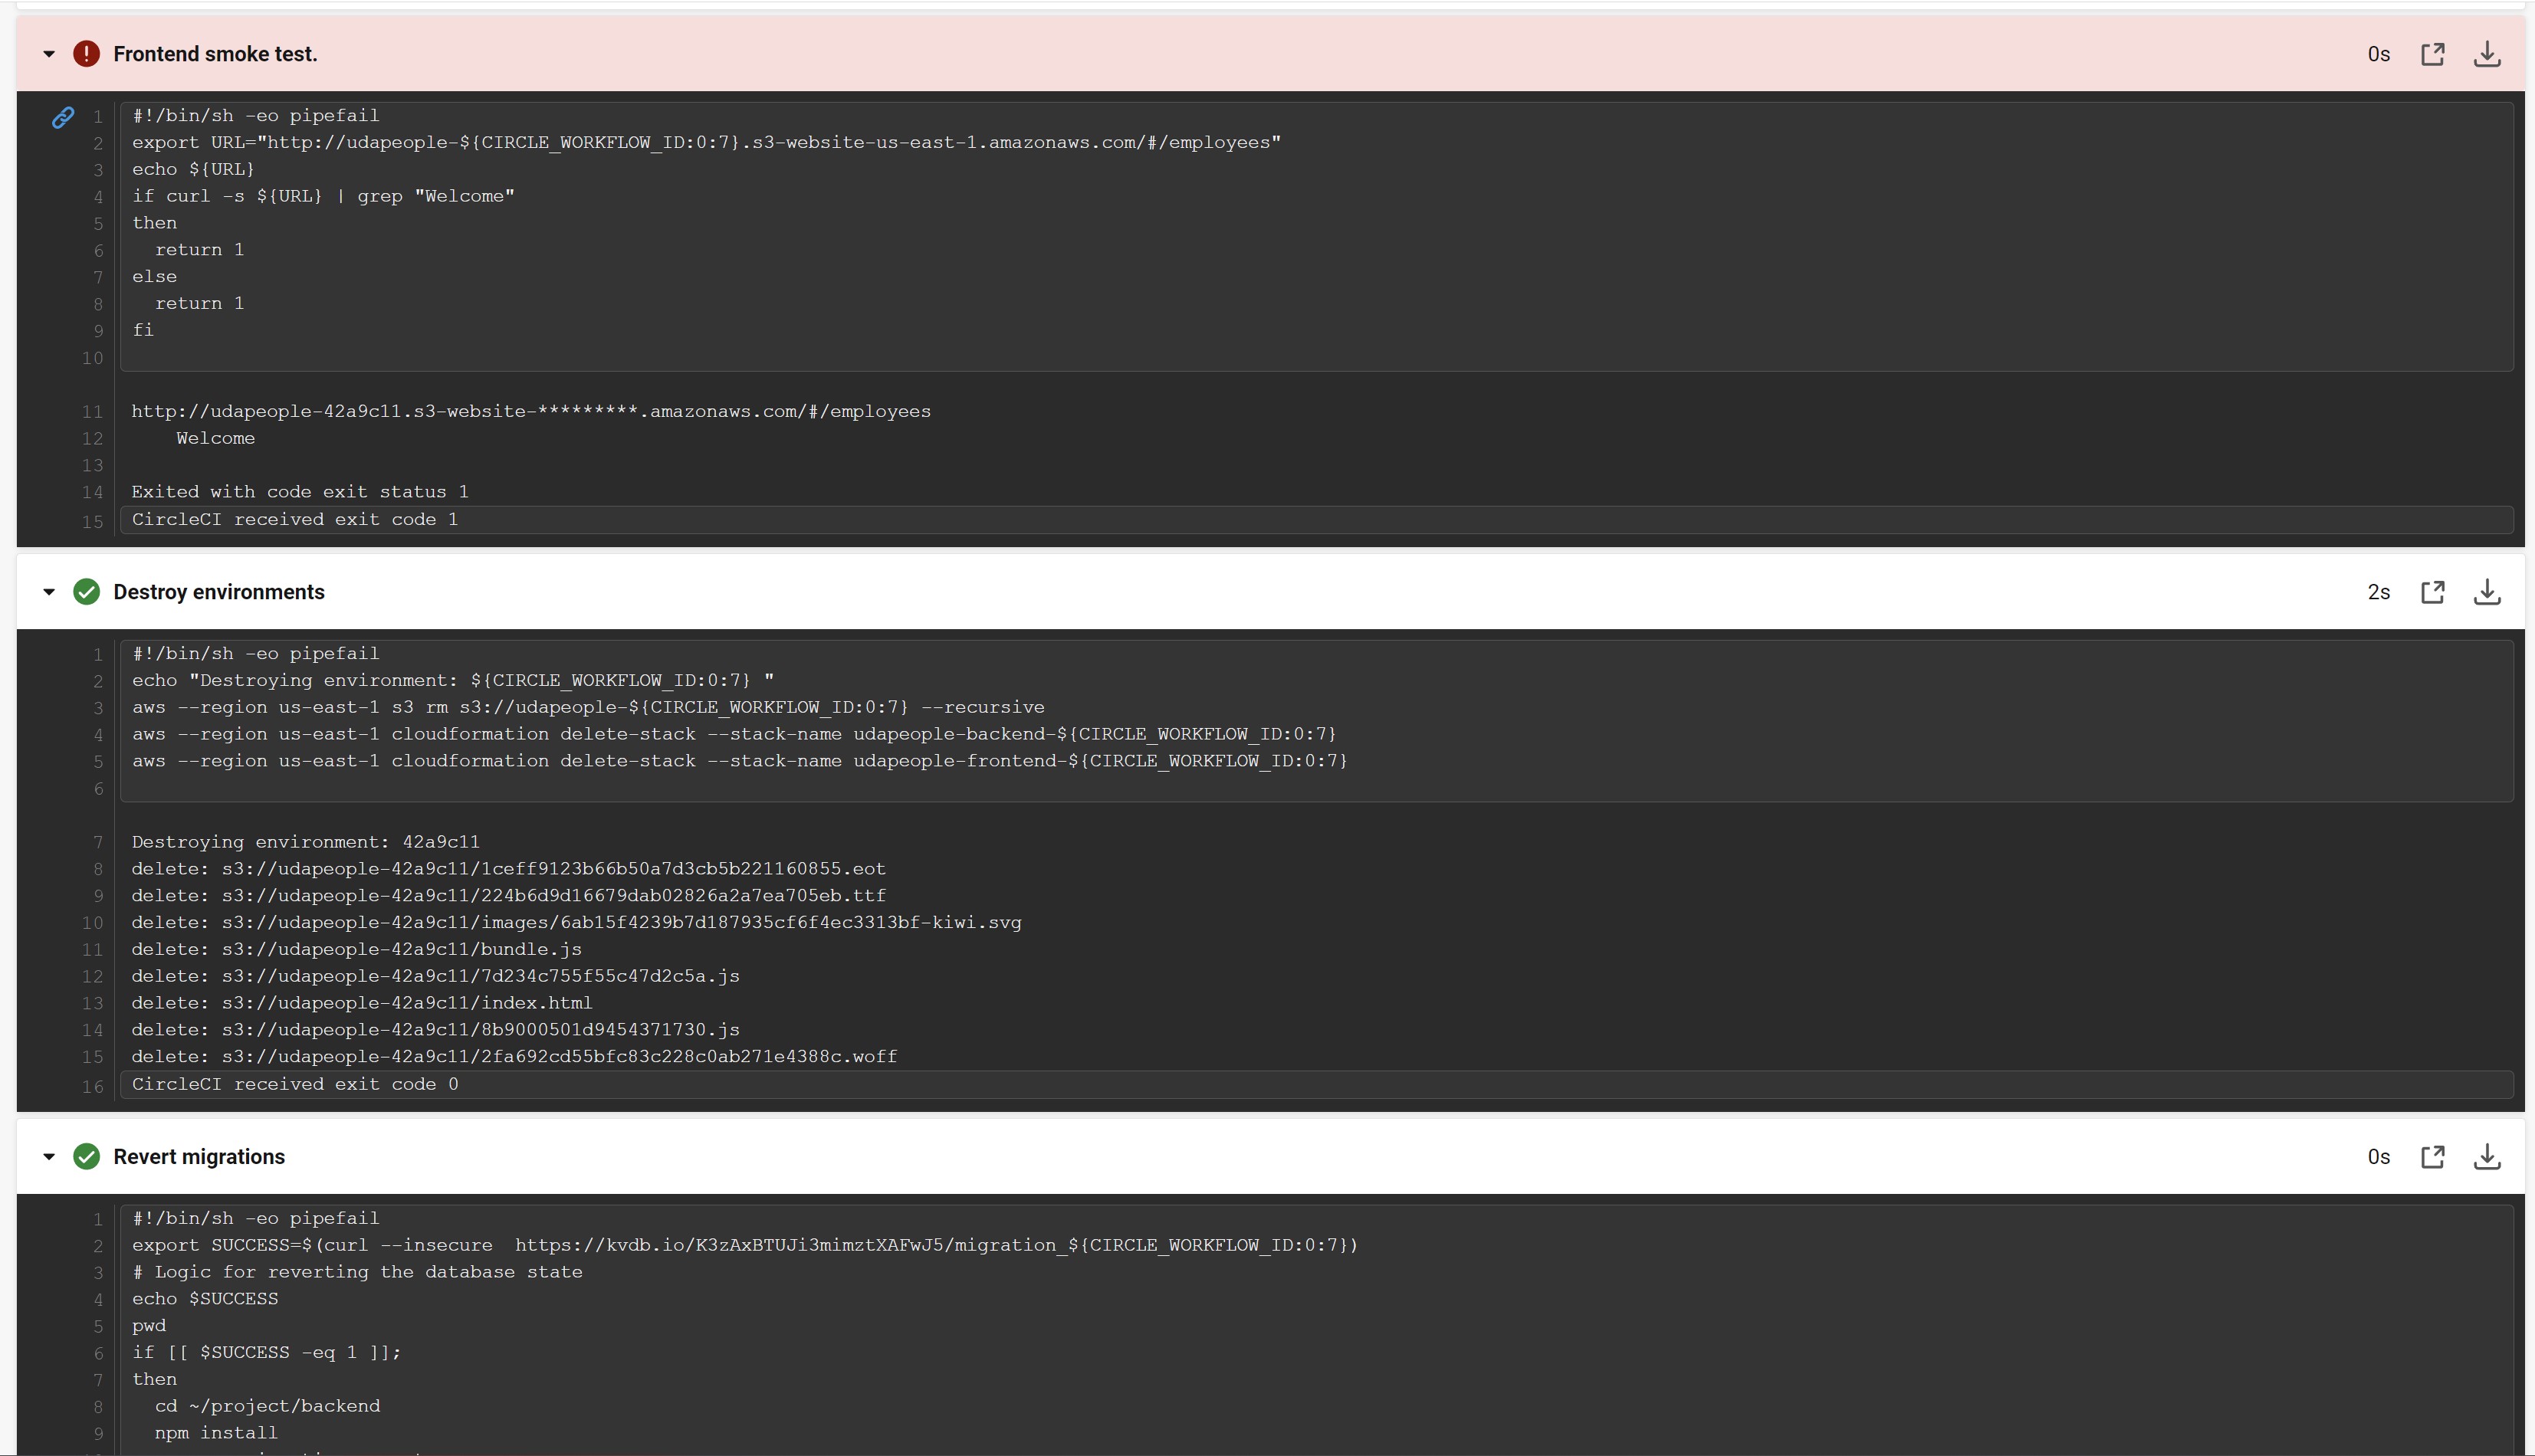 Frontend smoke test.
0s
1 #!/bin/sh -eo pipefail
2 export URL="http://udapeople-${CIRCLE_WORKFLOW_ID:0:7}.s3-website-us-east-1.amazonaws.com/#/employees"
3 echo ${URL}
4 if curl -s ${URL} | grep "Welcome"
5 then
6   return 1
7 else
8   return 1
9 fi
10
11 http://udapeople-42a9c11.s3-website-*********.amazonaws.com/#/employees
12     Welcome
13
14 Exited with code exit status 1
15 CircleCI received exit code 1
Destroy environments
2s
1 #!/bin/sh -eo pipefail
2 echo "Destroying environment: ${CIRCLE_WORKFLOW_ID:0:7} "
3 aws --region us-east-1 s3 rm s3://udapeople-${CIRCLE_WORKFLOW_ID:0:7} --recursive
4 aws --region us-east-1 cloudformation delete-stack --stack-name udapeople-backend-${CIRCLE_WORKFLOW_ID:0:7}
5 aws --region us-east-1 cloudformation delete-stack --stack-name udapeople-frontend-${CIRCLE_WORKFLOW_ID:0:7}
6
7 Destroying environment: 42a9c11
8 delete: s3://udapeople-42a9c11/1ceff9123b66b50a7d3cb5b221160855.eot
9 delete: s3://udapeople-42a9c11/224b6d9d16679dab02826a2a7ea705eb.ttf
10 delete: s3://udapeople-42a9c11/images/6ab15f4239b7d187935cf6f4ec3313bf-kiwi.svg
11 delete: s3://udapeople-42a9c11/bundle.js
12 delete: s3://udapeople-42a9c11/7d234c755f55c47d2c5a.js
13 delete: s3://udapeople-42a9c11/index.html
14 delete: s3://udapeople-42a9c11/8b9000501d9454371730.js
15 delete: s3://udapeople-42a9c11/2fa692cd55bfc83c228c0ab271e4388c.woff
16 CircleCI received exit code 0
Revert migrations
0s
1 #!/bin/sh -eo pipefail
2 export SUCCESS=$(curl --insecure  https://kvdb.io/K3zAxBTUJi3mimztXAFwJ5/migration_${CIRCLE_WORKFLOW_ID:0:7})
3 # Logic for reverting the database state
4 echo $SUCCESS
5 pwd
6 if [[ $SUCCESS -eq 1 ]];
7 then
8   cd ~/project/backend
9   npm install